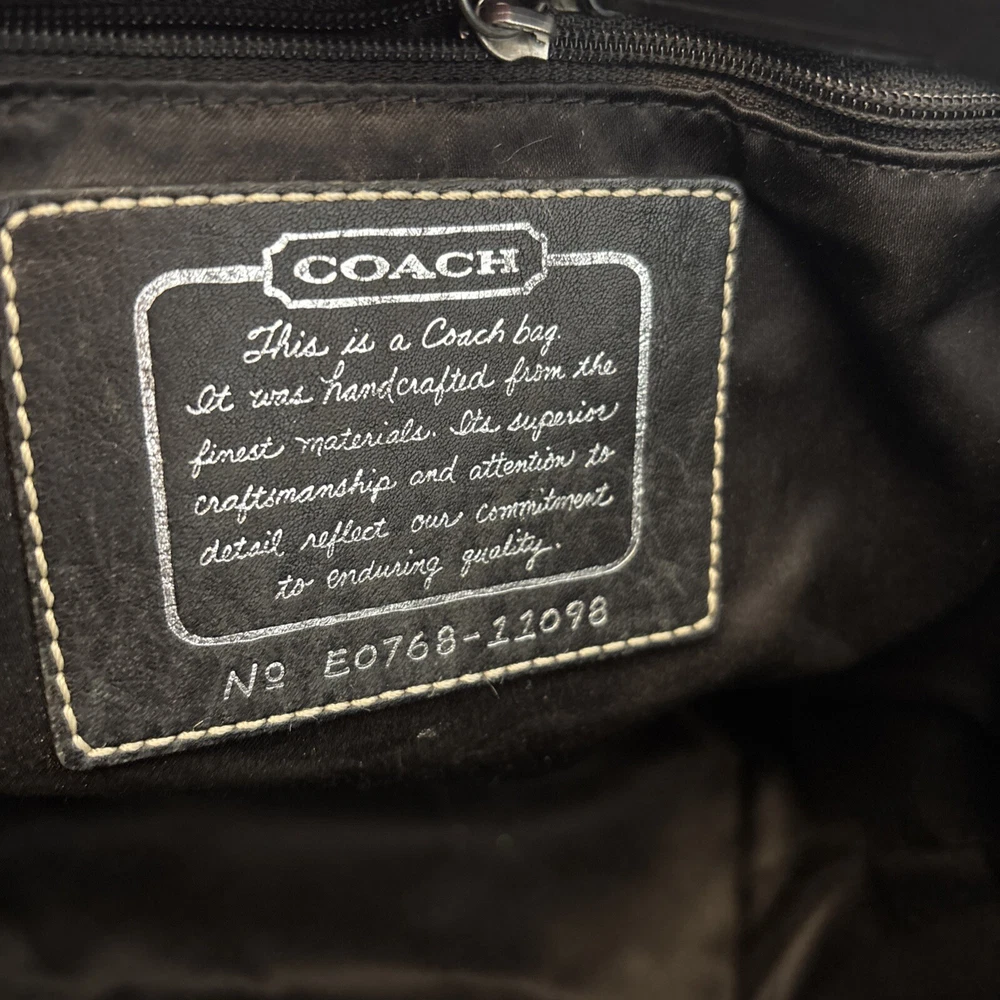 COACH
This is a Coach bag.
It was handcrafted from the
finest materials. Its superior
craftsmanship and attention to
detail reflect our commitment
to enduring quality.
Nº E0768-11098